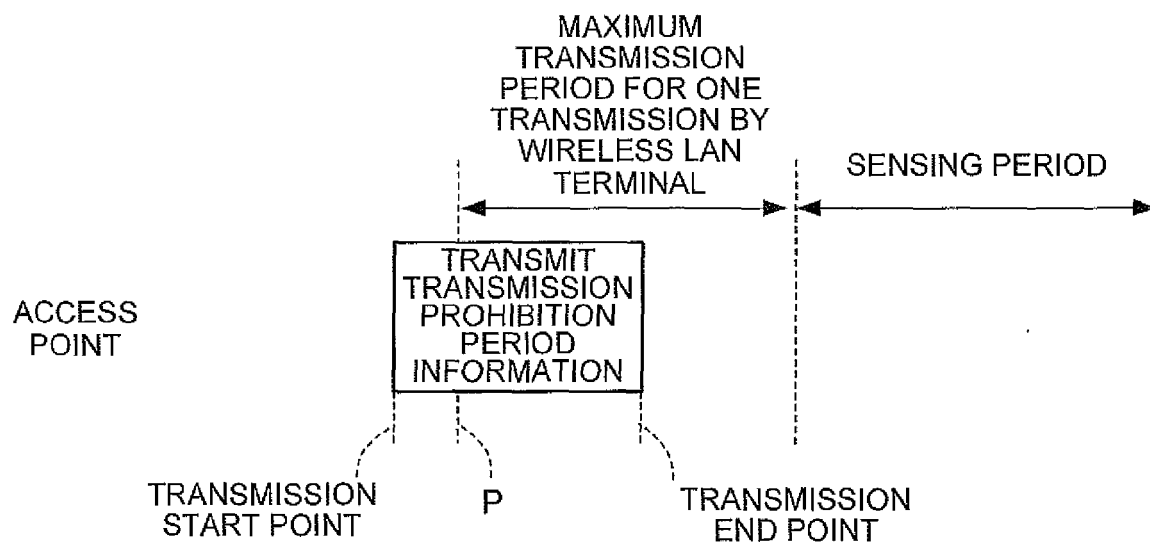 MAXIMUM
TRANSMISSION
PERIOD FOR ONE
TRANSMISSION BY
WIRELESS LAN
TERMINAL
SENSING PERIOD
TRANSMIT
TRANSMISSION
PROHIBITION
PERIOD
INFORMATION
ACCESS
POINT
TRANSMISSION
START POINT
P
TRANSMISSION
END POINT